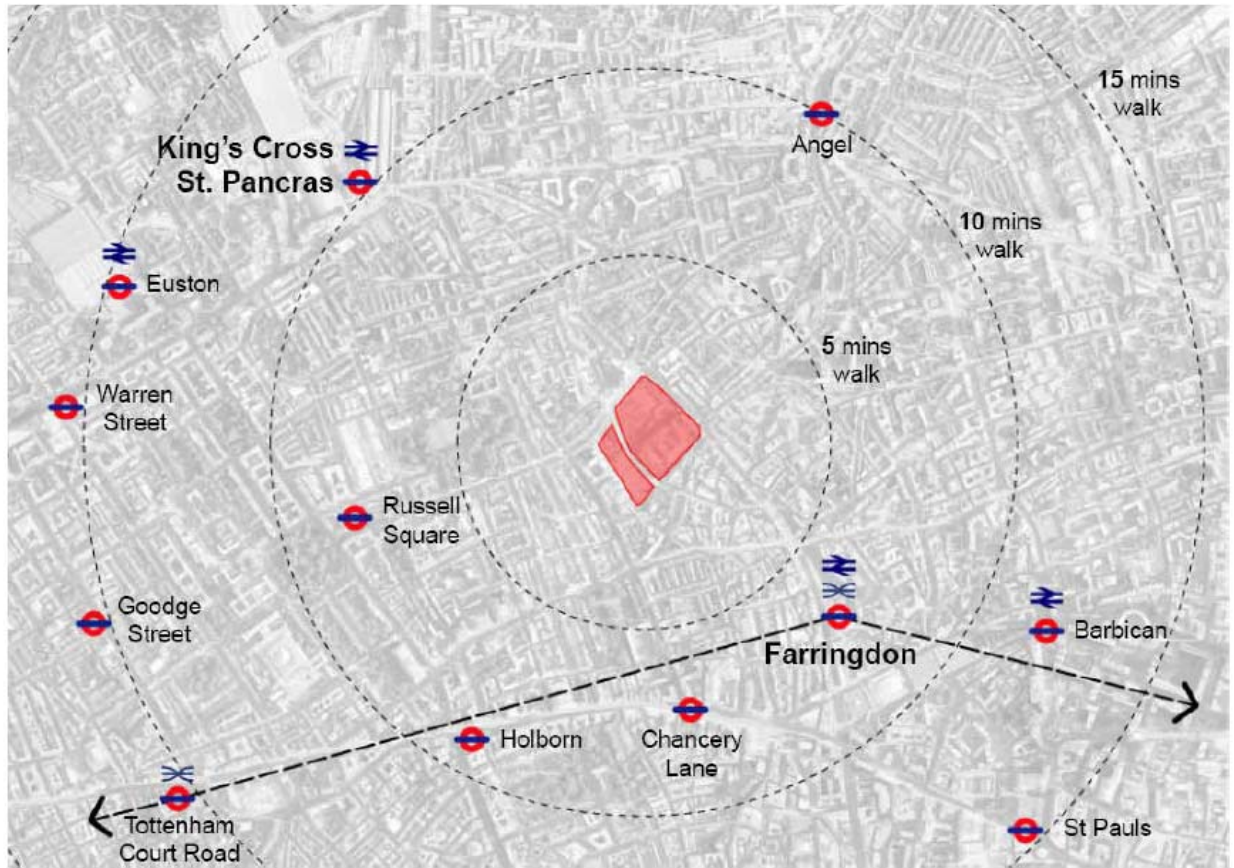 15 mins
walk
Angel
King's Cross
St. Pancras
10 mins
walk
Euston
5 mins
walk
Warren
Street
Russell
Square
Goodge
Street
Farringdon
Barbican
Holborn
Chancery
Lane
Tottenham
Court Road
St Pauls